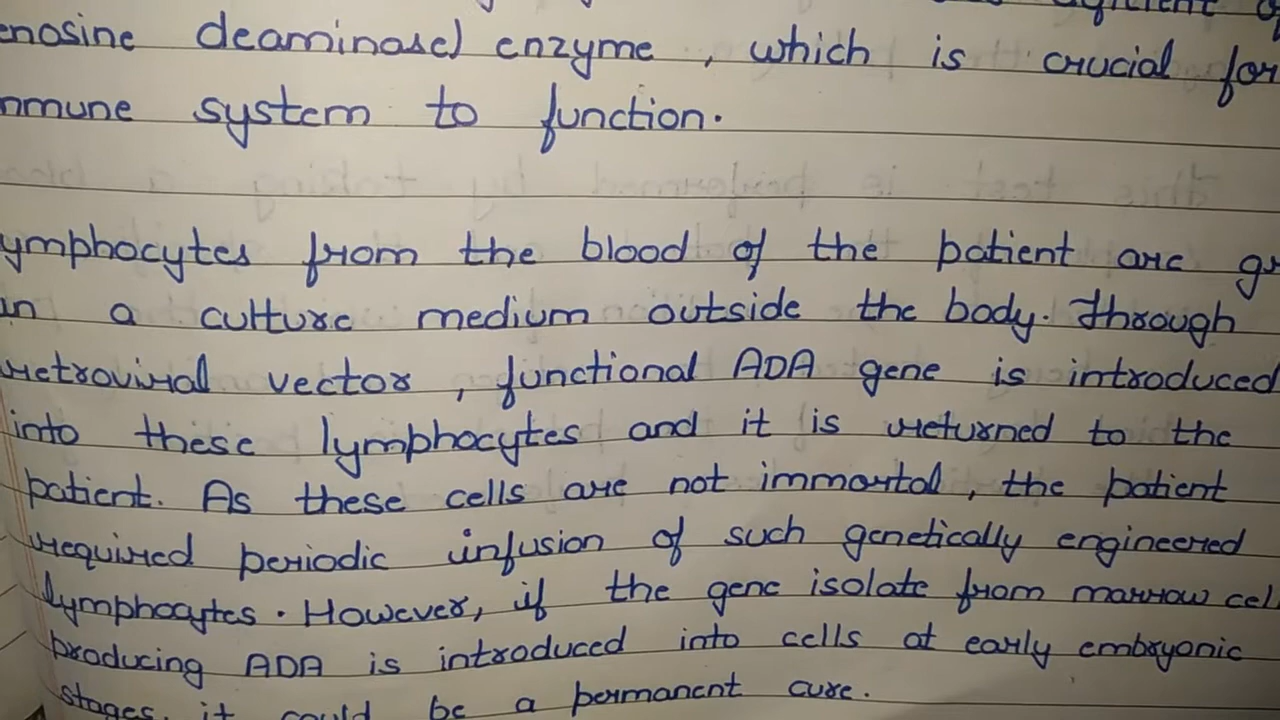 enosine deaminase) enzyme, which is crucial for
mmune system to function.
ymphocytes from the blood of the patient are
in a culture medium outside the body. Through
retroviral vector, functional ADA gene is introduced
into these lymphocytes and it is returned to the
patient. As these cells are not immortal, the patient
required periodic infusion of such genetically engineered
lymphocytes. However, if the gene isolate from marrow cel
producing ADA is introduced into cells at early embryonic
stages, it could be a permanent cure.